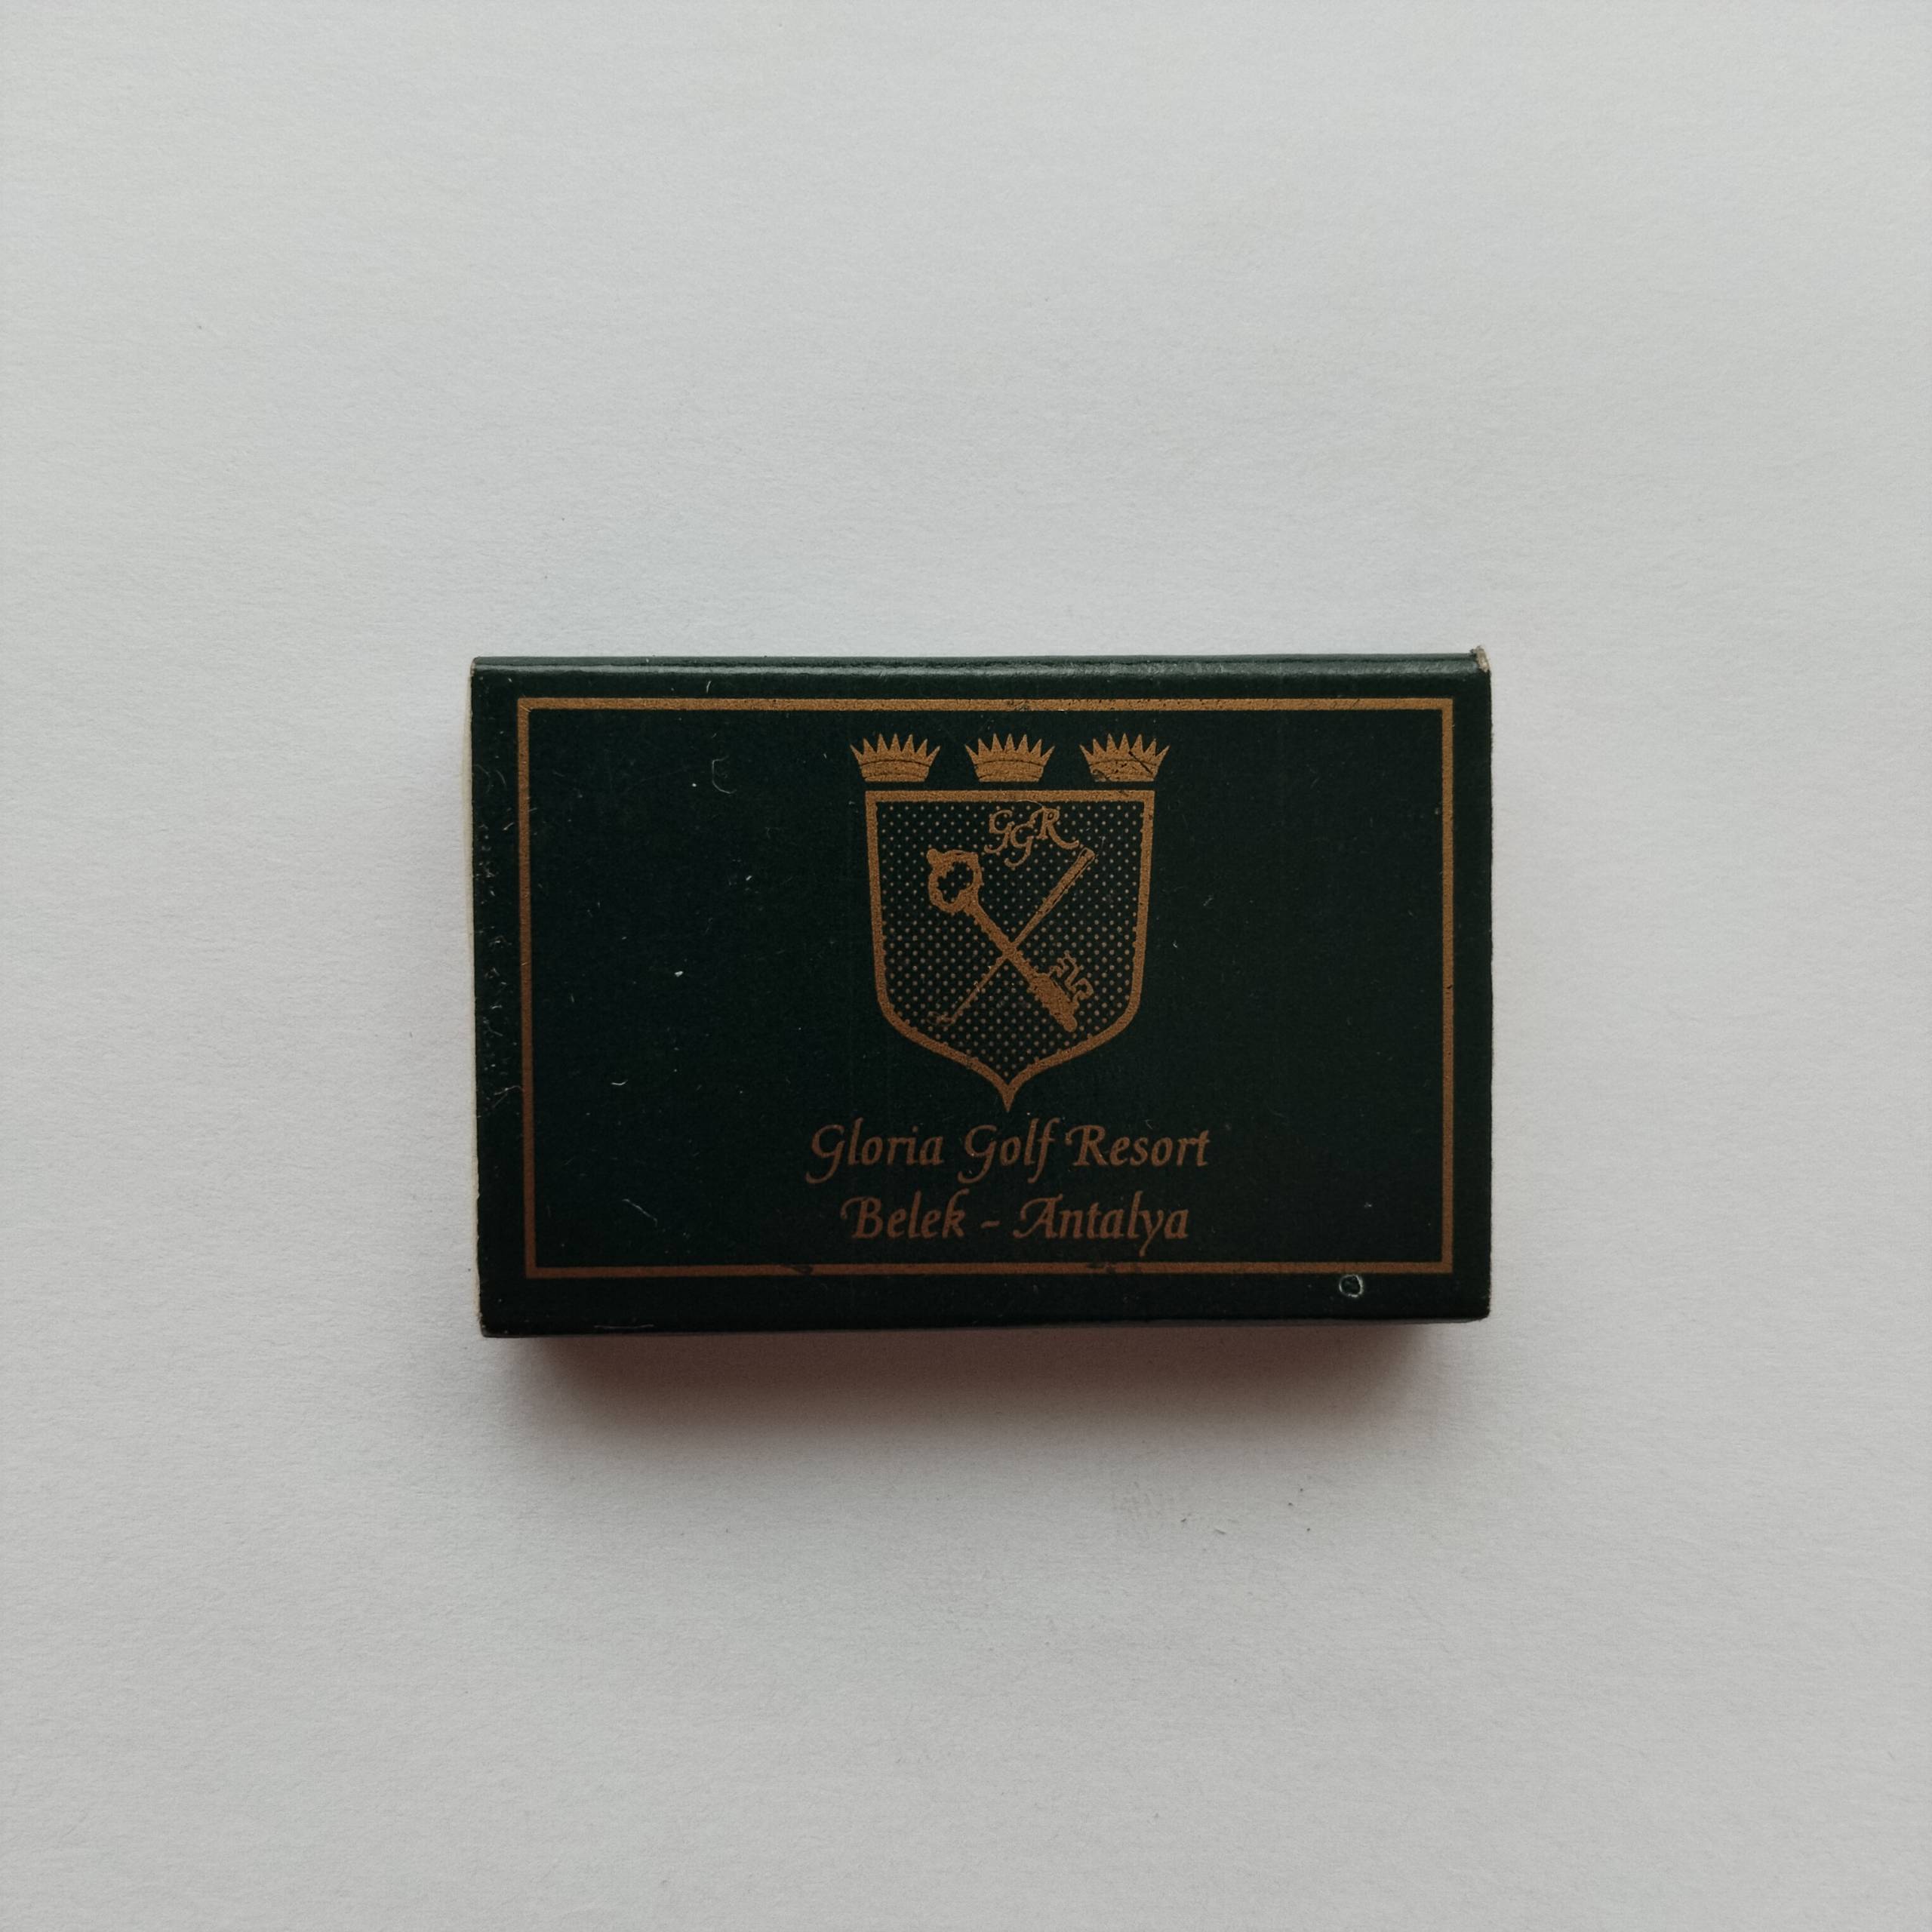 GGR
Gloria Golf Resort
Belek - Antalya